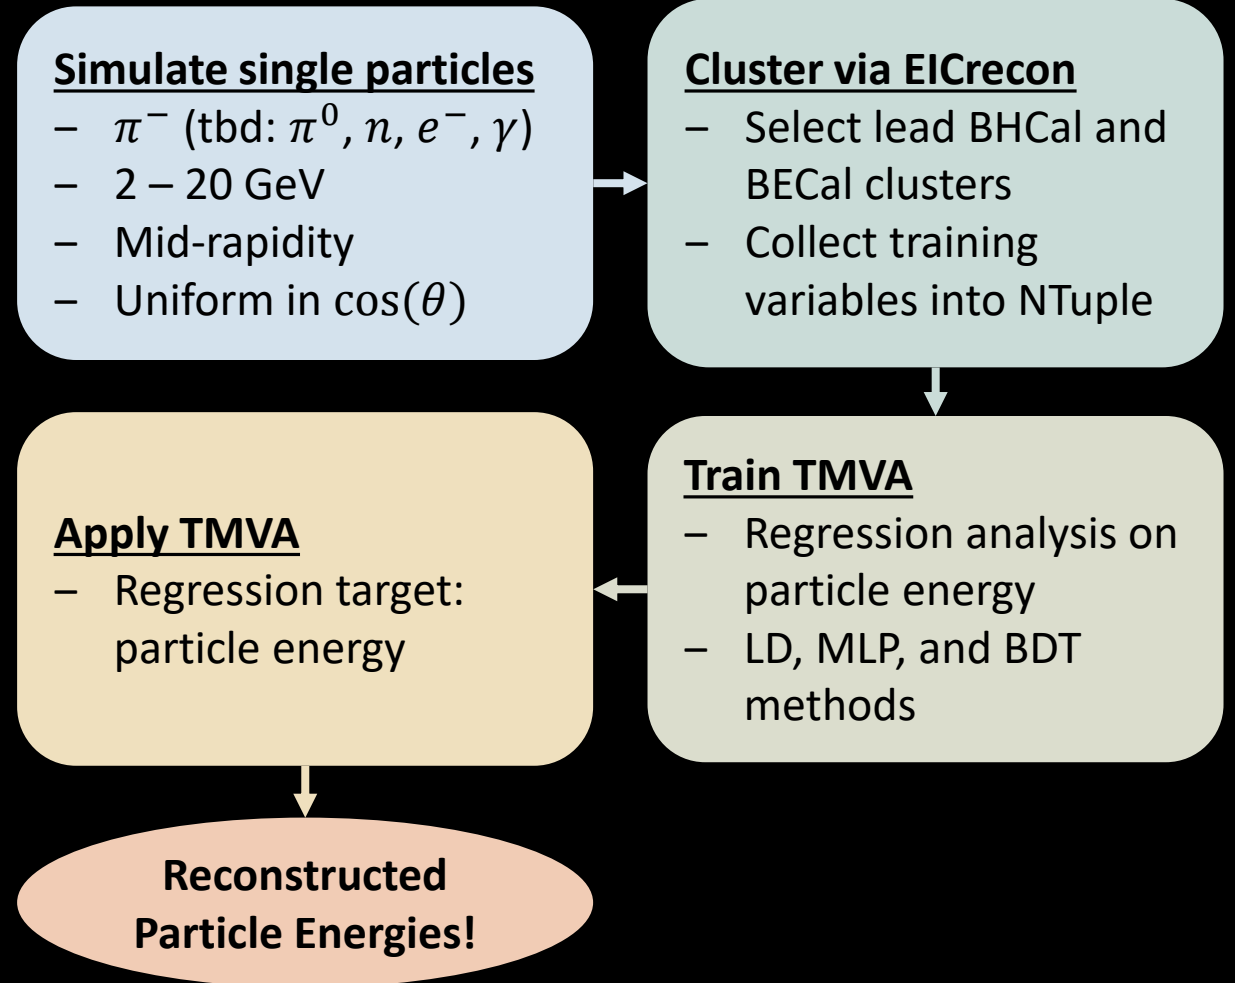 Simulate single particles
– π⁻ (tbd: π⁰, n, e⁻, γ)
– 2 – 20 GeV
– Mid-rapidity
– Uniform in cos(θ)
Cluster via EICrecon
– Select lead BHCal and
BECal clusters
– Collect training
variables into NTuple
Train TMVA
– Regression analysis on
particle energy
– LD, MLP, and BDT
methods
Apply TMVA
– Regression target:
particle energy
Reconstructed
Particle Energies!